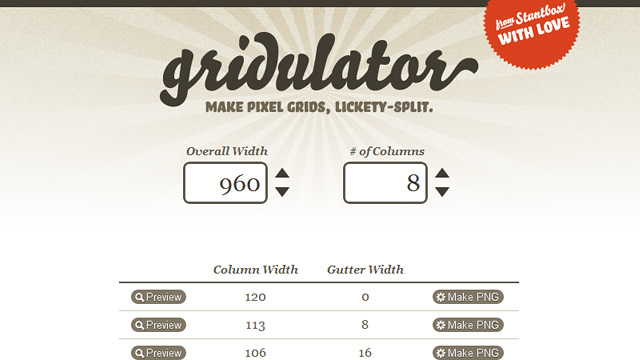 from Stuntbox
WITH LOVE
gridulator
MAKE PIXEL GRIDS, LICKETY-SPLIT.
Overall Width
# of Columns
960
8
Column Width Gutter Width
Preview 120 0 Make PNG
Preview 113 8 Make PNG
Preview 106 16 Make PNG